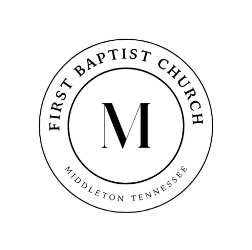 FIRST BAPTIST CHURCH
M
MIDDLETON TENNESSEE